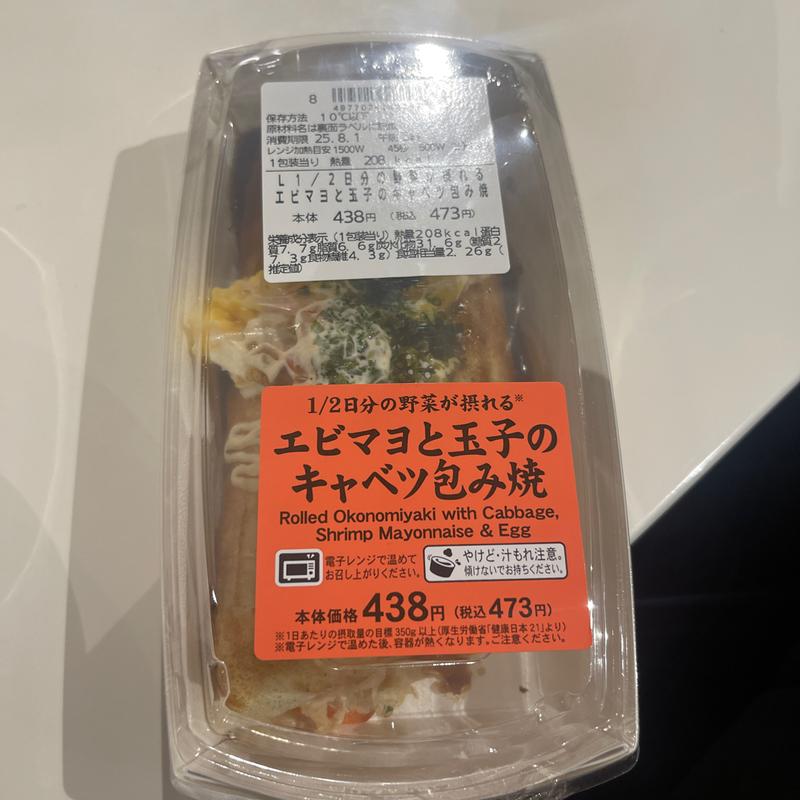 8
保存方法 10℃以下
原材料名は裏面ラベルに記載
消費期限 25.8.1 午前
レンジ加熱目安1500W 45秒 500W
1包装当り 熱量 208kcal
L1/2日分の野菜が摂れる
エビマヨと玉子のキャベツ包み焼
本体 438円 (税込 473円)
栄養成分表示(1包装当り)熱量208kcal蛋白
質7.7g脂質6.6g炭水化物31.6g(糖質2
7.3g食物繊維4.3g)食塩相当量2.26g(
推定値)
1/2日分の野菜が摂れる※
エビマヨと玉子の
キャベツ包み焼
Rolled Okonomiyaki with Cabbage,
Shrimp Mayonnaise & Egg
電子レンジで温めて
お召し上がりください。
やけど・汁もれ注意。
傾けないでお持ちください。
本体価格438円(税込473円)
※1日あたりの摂取量の目標350g以上(厚生労働省「健康日本21」より)
※電子レンジで温めた後、容器が熱くなります。ご注意ください。